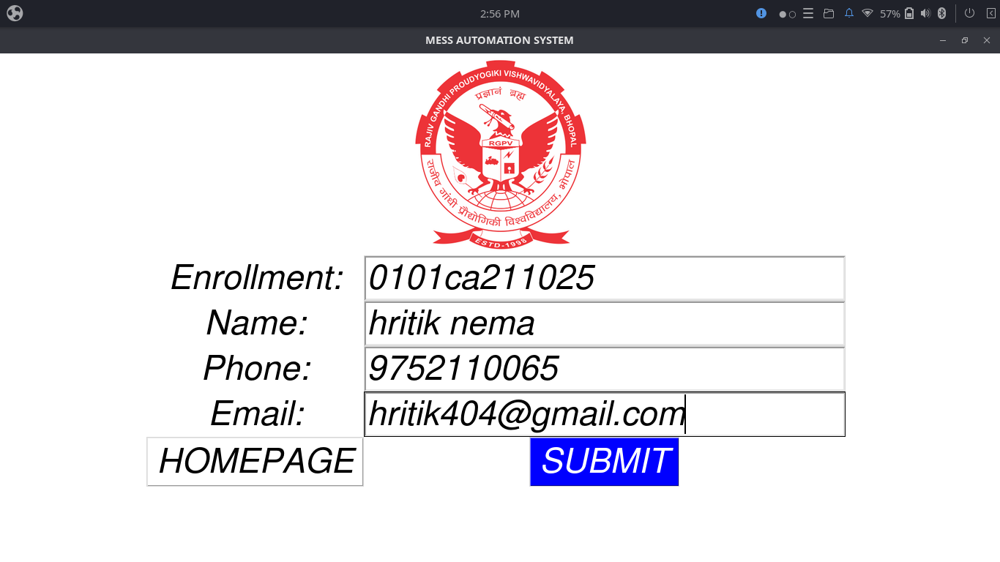 2:56 PM
57%
MESS AUTOMATION SYSTEM
RAJIV GANDHI PROUDYOGIKI VISHWAVIDYALAYA, BHOPAL
प्रज्ञानं ब्रह्म
RGPV
राजीव गांधी प्रौद्योगिकी विश्वविद्यालय, भोपाल
ESTD-1998
Enrollment: 0101ca211025
Name: hritik nema
Phone: 9752110065
Email: hritik404@gmail.com
HOMEPAGE SUBMIT